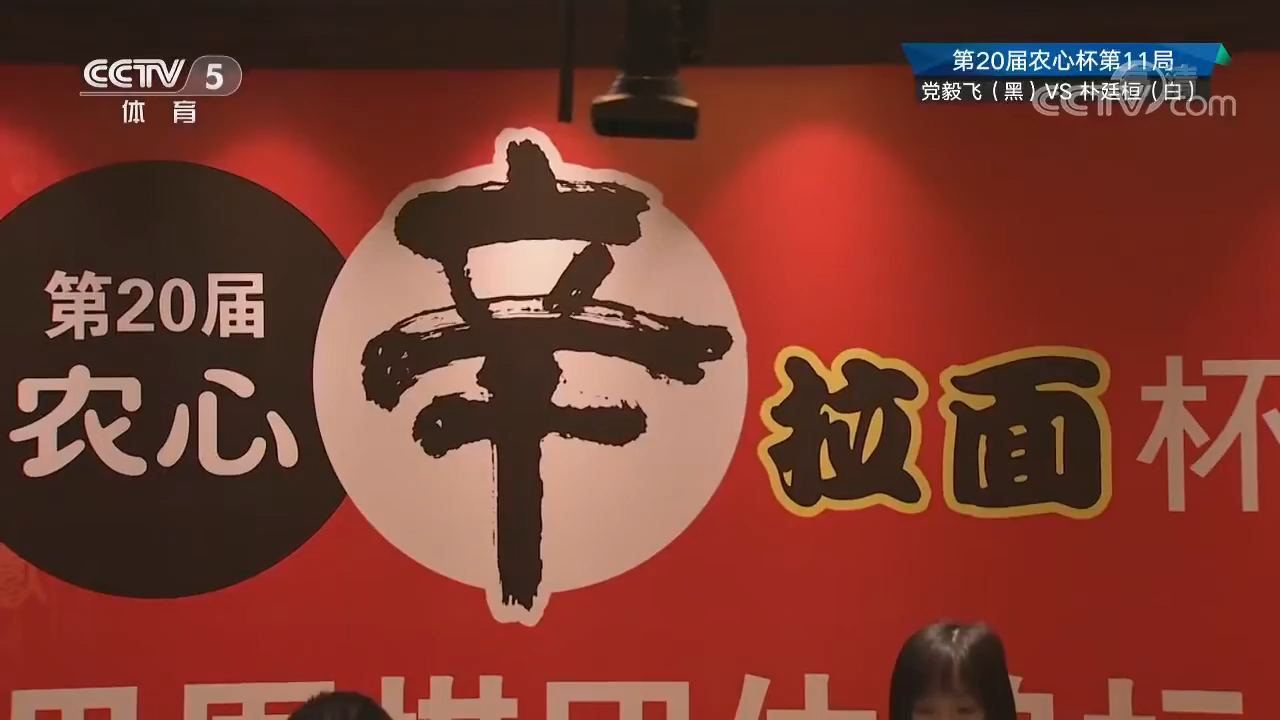 CCTV 5
体育
第20届农心杯第11局
党毅飞（黑）VS 朴廷桓（白）
CCTV.com
第20届
农心
辛
拉面
杯